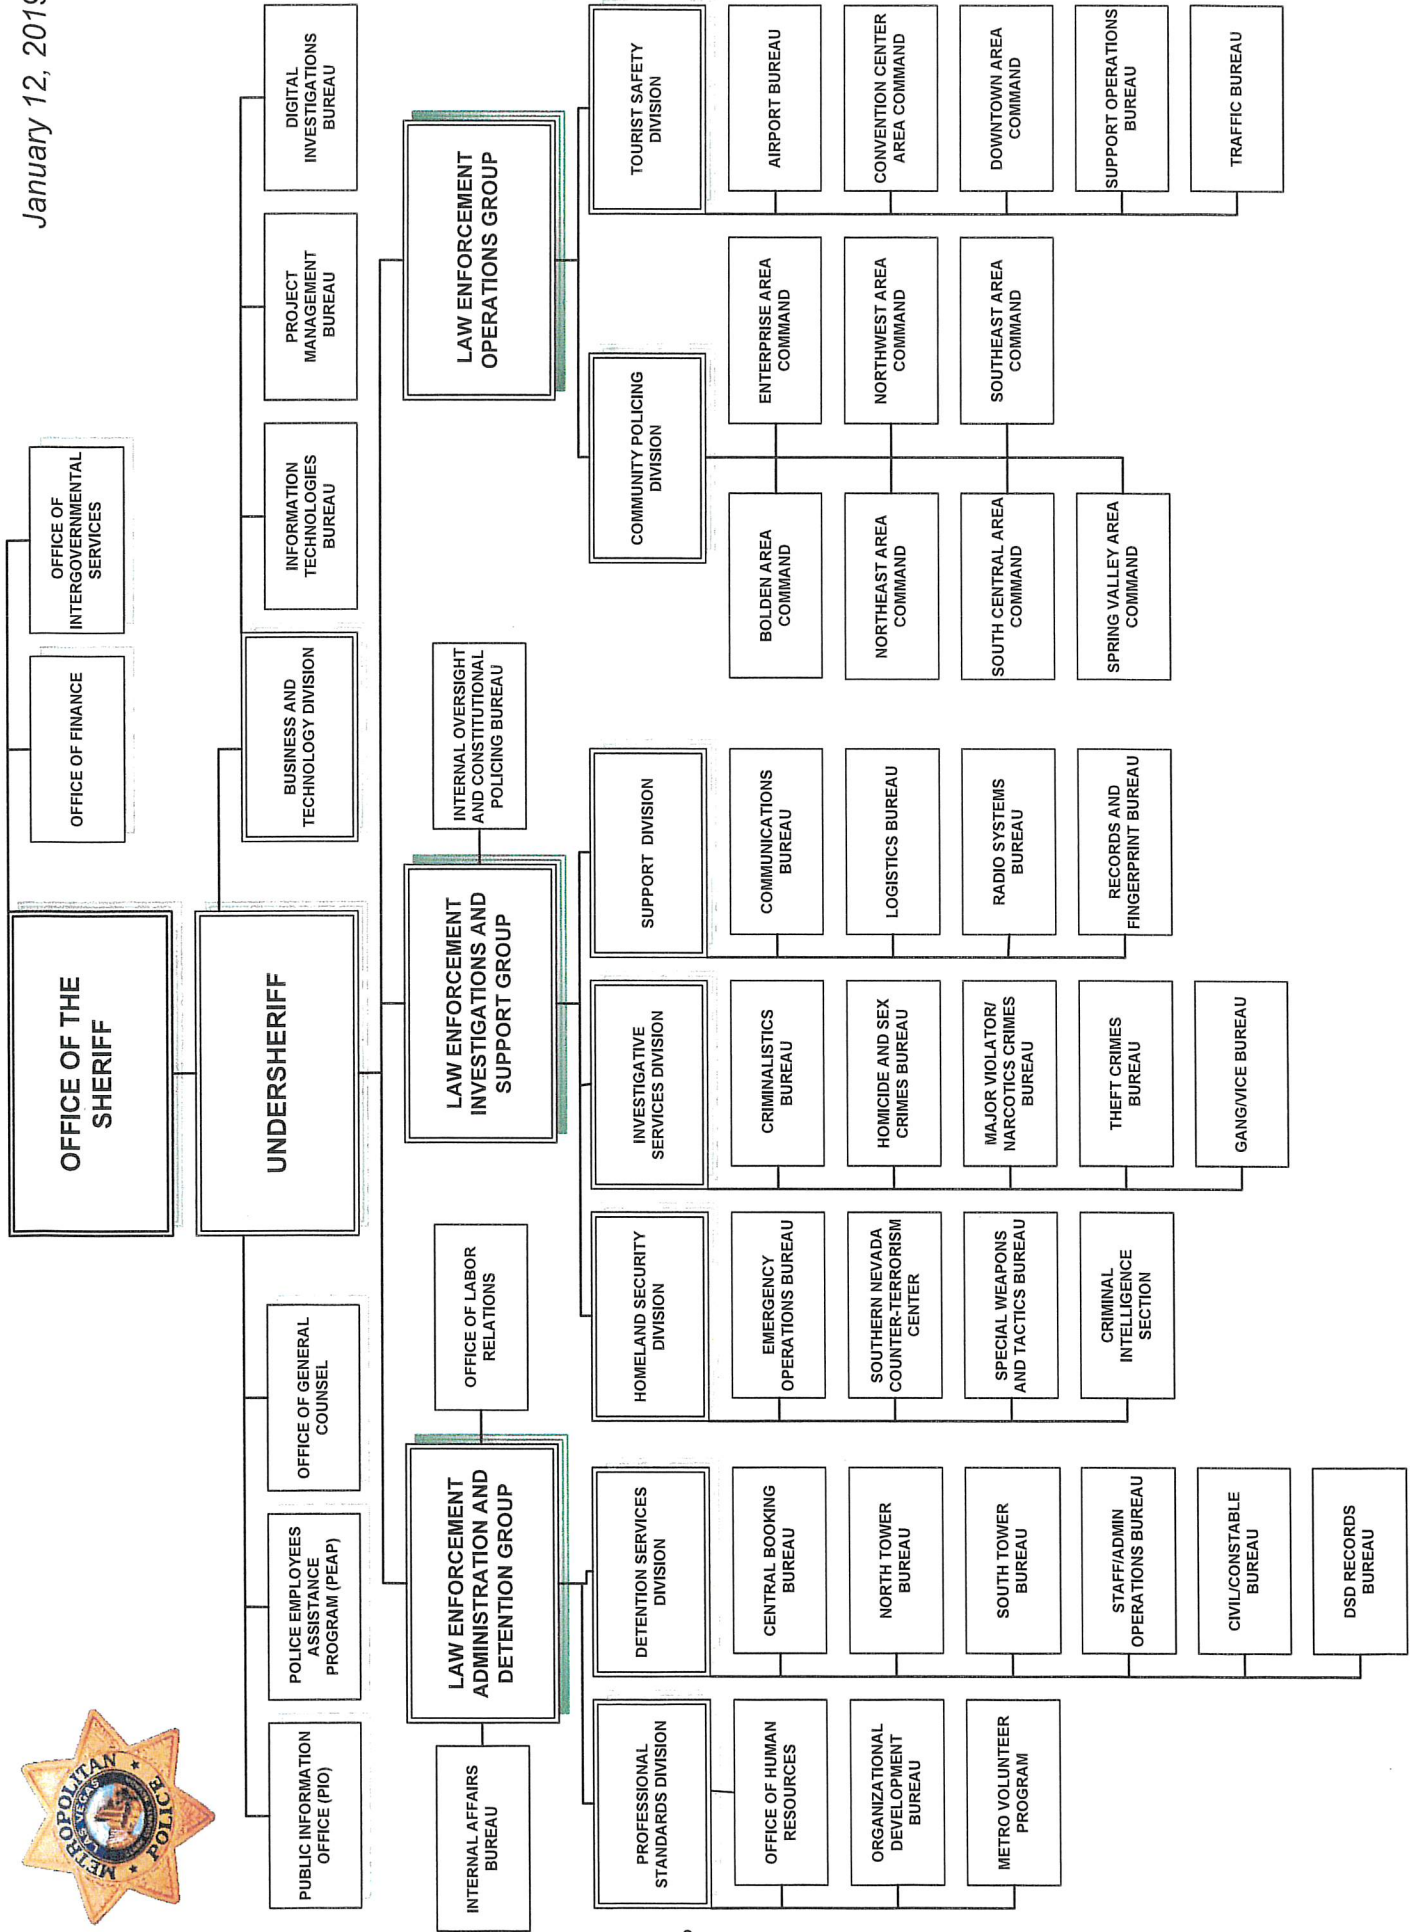 METROPOLITAN
LAS VEGAS
POLICE
January 12, 2019
OFFICE OF THE
SHERIFF
OFFICE OF FINANCE
OFFICE OF
INTERGOVERNMENTAL
SERVICES
UNDERSHERIFF
PUBLIC INFORMATION
OFFICE (PIO)
POLICE EMPLOYEES
ASSISTANCE
PROGRAM (PEAP)
OFFICE OF GENERAL
COUNSEL
BUSINESS AND
TECHNOLOGY DIVISION
INFORMATION
TECHNOLOGIES
BUREAU
PROJECT
MANAGEMENT
BUREAU
DIGITAL
INVESTIGATIONS
BUREAU
INTERNAL AFFAIRS
BUREAU
LAW ENFORCEMENT
ADMINISTRATION AND
DETENTION GROUP
OFFICE OF LABOR
RELATIONS
LAW ENFORCEMENT
INVESTIGATIONS AND
SUPPORT GROUP
INTERNAL OVERSIGHT
AND CONSTITUTIONAL
POLICING BUREAU
LAW ENFORCEMENT
OPERATIONS GROUP
PROFESSIONAL
STANDARDS DIVISION
OFFICE OF HUMAN
RESOURCES
ORGANIZATIONAL
DEVELOPMENT
BUREAU
METRO VOLUNTEER
PROGRAM
DETENTION SERVICES
DIVISION
CENTRAL BOOKING
BUREAU
NORTH TOWER
BUREAU
SOUTH TOWER
BUREAU
STAFF/ADMIN
OPERATIONS BUREAU
CIVIL/CONSTABLE
BUREAU
DSD RECORDS
BUREAU
HOMELAND SECURITY
DIVISION
EMERGENCY
OPERATIONS BUREAU
SOUTHERN NEVADA
COUNTER-TERRORISM
CENTER
SPECIAL WEAPONS
AND TACTICS BUREAU
CRIMINAL
INTELLIGENCE
SECTION
INVESTIGATIVE
SERVICES DIVISION
CRIMINALISTICS
BUREAU
HOMICIDE AND SEX
CRIMES BUREAU
MAJOR VIOLATOR/
NARCOTICS CRIMES
BUREAU
THEFT CRIMES
BUREAU
GANG/VICE BUREAU
SUPPORT DIVISION
COMMUNICATIONS
BUREAU
LOGISTICS BUREAU
RADIO SYSTEMS
BUREAU
RECORDS AND
FINGERPRINT BUREAU
COMMUNITY POLICING
DIVISION
BOLDEN AREA
COMMAND
ENTERPRISE AREA
COMMAND
NORTHEAST AREA
COMMAND
NORTHWEST AREA
COMMAND
SOUTH CENTRAL AREA
COMMAND
SOUTHEAST AREA
COMMAND
SPRING VALLEY AREA
COMMAND
TOURIST SAFETY
DIVISION
AIRPORT BUREAU
CONVENTION CENTER
AREA COMMAND
DOWNTOWN AREA
COMMAND
SUPPORT OPERATIONS
BUREAU
TRAFFIC BUREAU